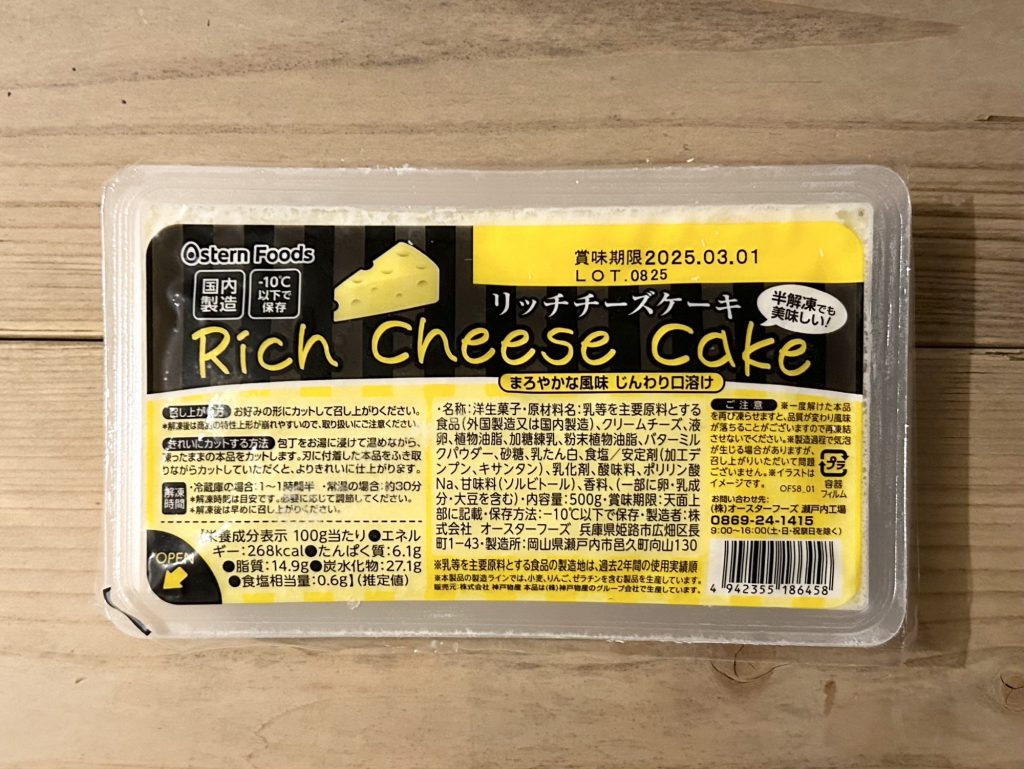 Ostern Foods
国内
製造
-10℃
以下で
保存
賞味期限2025.03.01
LOT.0825
リッチチーズケーキ
半解凍でも
美味しい!
Rich Cheese Cake
まろやかな風味 じんわり口溶け
召し上がり方 お好みの形にカットして召し上がりください。
*解凍後は商品の特性上形が崩れやすいので、取り扱いにご注意ください。
きれいにカットする方法 包丁をお湯に浸けて温めながら、
凍ったままの本品をカットします。刃に付着した本品をふき取
りながらカットしていただくと、よりきれいに仕上がります。
解凍
時間
・冷蔵庫の場合:1〜1時間半 ・常温の場合:約30分
*解凍時間は目安です。必要に応じて調節してください。
*解凍後は早めに召し上がりください。
OPEN
【栄養成分表示 100g当たり●エネル
ギー:268kcal●たんぱく質:6.1g
●脂質:14.9g●炭水化物:27.1g
●食塩相当量:0.6g】(推定値)
・名称:洋生菓子・原材料名:乳等を主要原料とする
食品(外国製造又は国内製造)、クリームチーズ、液
卵、植物油脂、加糖練乳、粉末植物油脂、バターミル
クパウダー、砂糖、乳たん白、食塩/安定剤(加工デ
ンプン、キサンタン)、乳化剤、酸味料、ポリリン酸
Na、甘味料(ソルビトール)、香料、(一部に卵・乳成
分・大豆を含む)・内容量:500g・賞味期限:天面上
部に記載・保存方法:-10℃以下で保存・製造者:株
式会社 オースターフーズ 兵庫県姫路市広畑区長
町1-43・製造所:岡山県瀬戸内市邑久町向山130
※乳等を主要原料とする食品の製造地は、過去2年間の使用実績順
※本製品の製造ラインでは、小麦、りんご、ゼラチンを含む製品を生産しています。
販売元:株式会社 神戸物産 本品は(株)神戸物産のグループ会社で生産しています。
ご注意 ※一度解けた本品
を再び凍らせますと、品質が変わり風味
が落ちることがございますので再凍結
させないでください。※製造過程で気泡
が生じる場合がありますが、
召し上がりいただいて問題
ございません。※イラストは
イメージです。 OFS8_01
プラ
容器
フィルム
お問い合わせ先:
(株)オースターフーズ 瀬戸内工場
0869-24-1415
9:00〜16:00(土・日・祝祭日を除く)
4 942355 186458